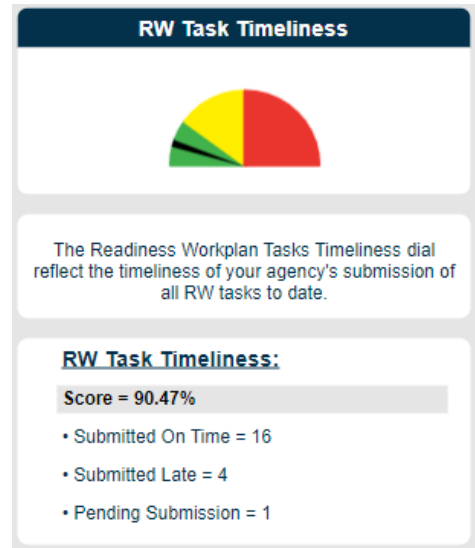 RW Task Timeliness
The Readiness Workplan Tasks Timeliness dial
reflect the timeliness of your agency's submission of
all RW tasks to date.
RW Task Timeliness:
Score = 90.47%
• Submitted On Time = 16
• Submitted Late = 4
• Pending Submission = 1